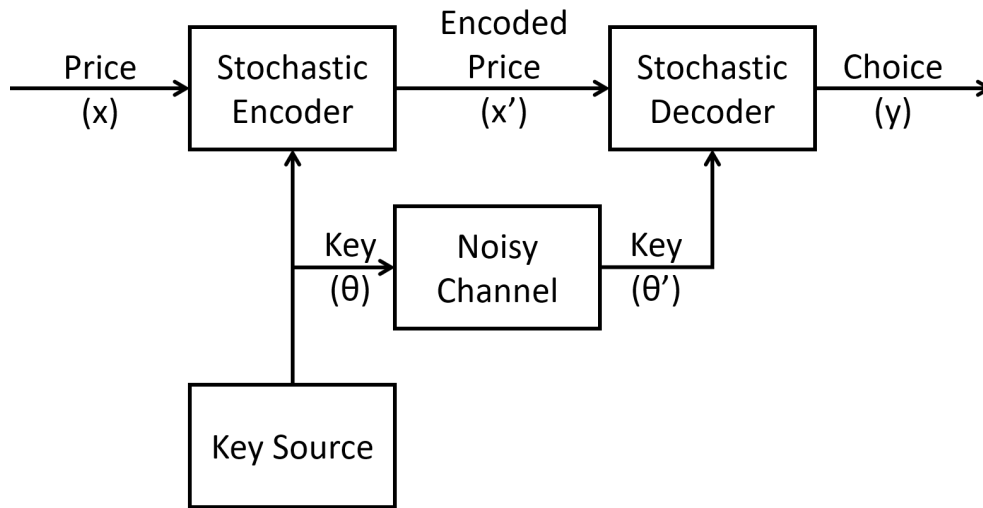 Price
(x)
Stochastic
Encoder
Encoded
Price
(x’)
Stochastic
Decoder
Choice
(y)
Key
(θ)
Noisy
Channel
Key
(θ’)
Key Source